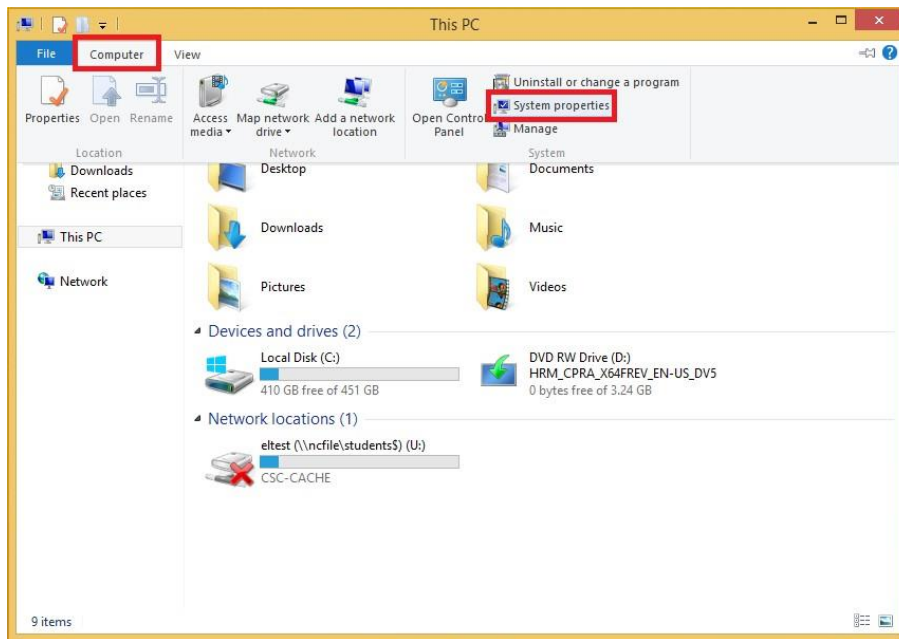 This PC
File Computer View
Properties Open Rename Access media Map network drive Add a network location Open Control Panel Uninstall or change a program
System properties
Manage
Location Network System
Downloads
Recent places
This PC
Network
Desktop Documents
Downloads Music
Pictures Videos
Devices and drives (2)
Local Disk (C:) DVD RW Drive (D:)
HRM_CPRA_X64FREV_EN-US_DV5
410 GB free of 451 GB 0 bytes free of 3.24 GB
Network locations (1)
eltest (\\ncfile\students$) (U:)
CSC-CACHE
9 items